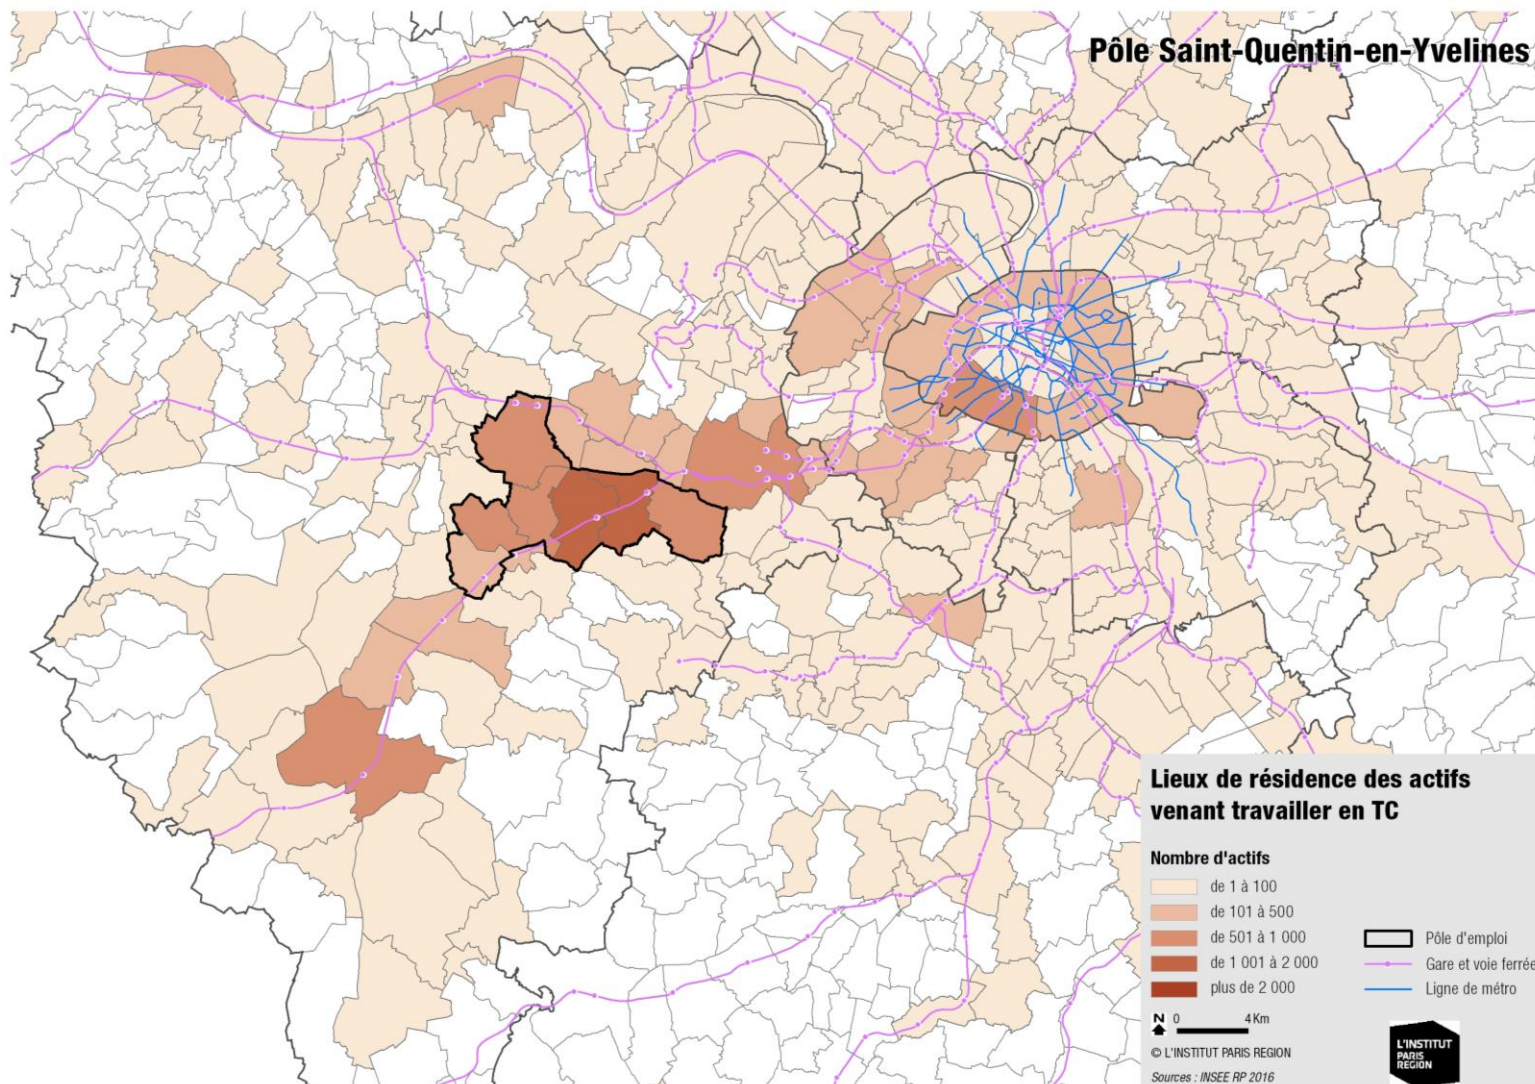 Pôle Saint-Quentin-en-Yvelines
Lieux de résidence des actifs
venant travailler en TC
Nombre d'actifs
de 1 à 100
de 101 à 500
de 501 à 1 000
de 1 001 à 2 000
plus de 2 000
Pôle d'emploi
Gare et voie ferrée
Ligne de métro
N 0 4 Km
© L'INSTITUT PARIS REGION
Sources : INSEE RP 2016
L'INSTITUT
PARIS
REGION